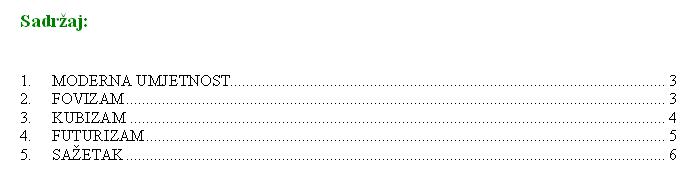 Sadržaj:
1. MODERNA UMJETNOST........................................................................................................ 3
2. FOVIZAM................................................................................................................................ 3
3. KUBIZAM ............................................................................................................................... 4
4. FUTURIZAM........................................................................................................................... 5
5. SAŽETAK ................................................................................................................................ 6